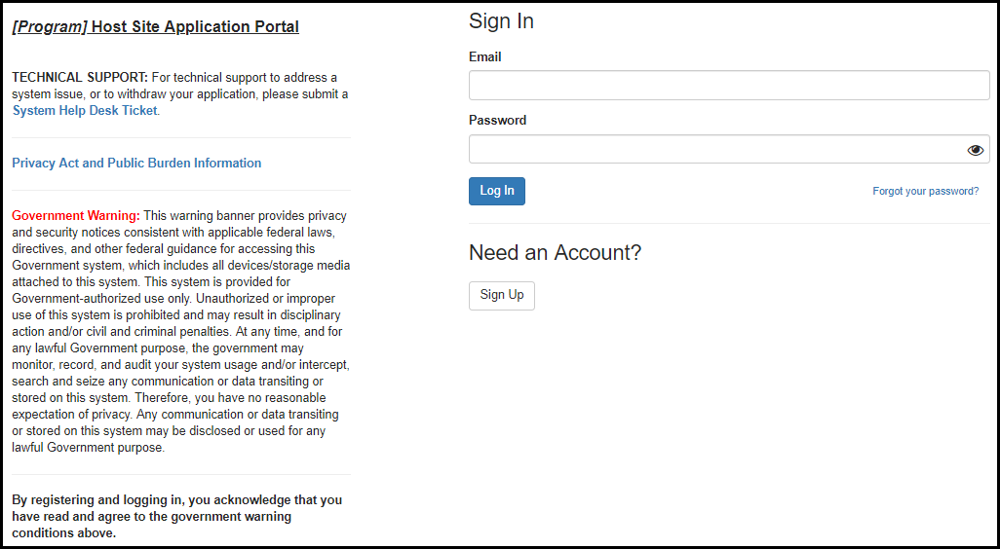 [Program] Host Site Application Portal
TECHNICAL SUPPORT: For technical support to address a
system issue, or to withdraw your application, please submit a
System Help Desk Ticket.
Privacy Act and Public Burden Information
Government Warning: This warning banner provides privacy
and security notices consistent with applicable federal laws,
directives, and other federal guidance for accessing this
Government system, which includes all devices/storage media
attached to this system. This system is provided for
Government-authorized use only. Unauthorized or improper
use of this system is prohibited and may result in disciplinary
action and/or civil and criminal penalties. At any time, and for
any lawful Government purpose, the government may
monitor, record, and audit your system usage and/or intercept,
search and seize any communication or data transiting or
stored on this system. Therefore, you have no reasonable
expectation of privacy. Any communication or data transiting
or stored on this system may be disclosed or used for any
lawful Government purpose.
By registering and logging in, you acknowledge that you
have read and agree to the government warning
conditions above.
Sign In
Email
Password
Log In
Forgot your password?
Need an Account?
Sign Up